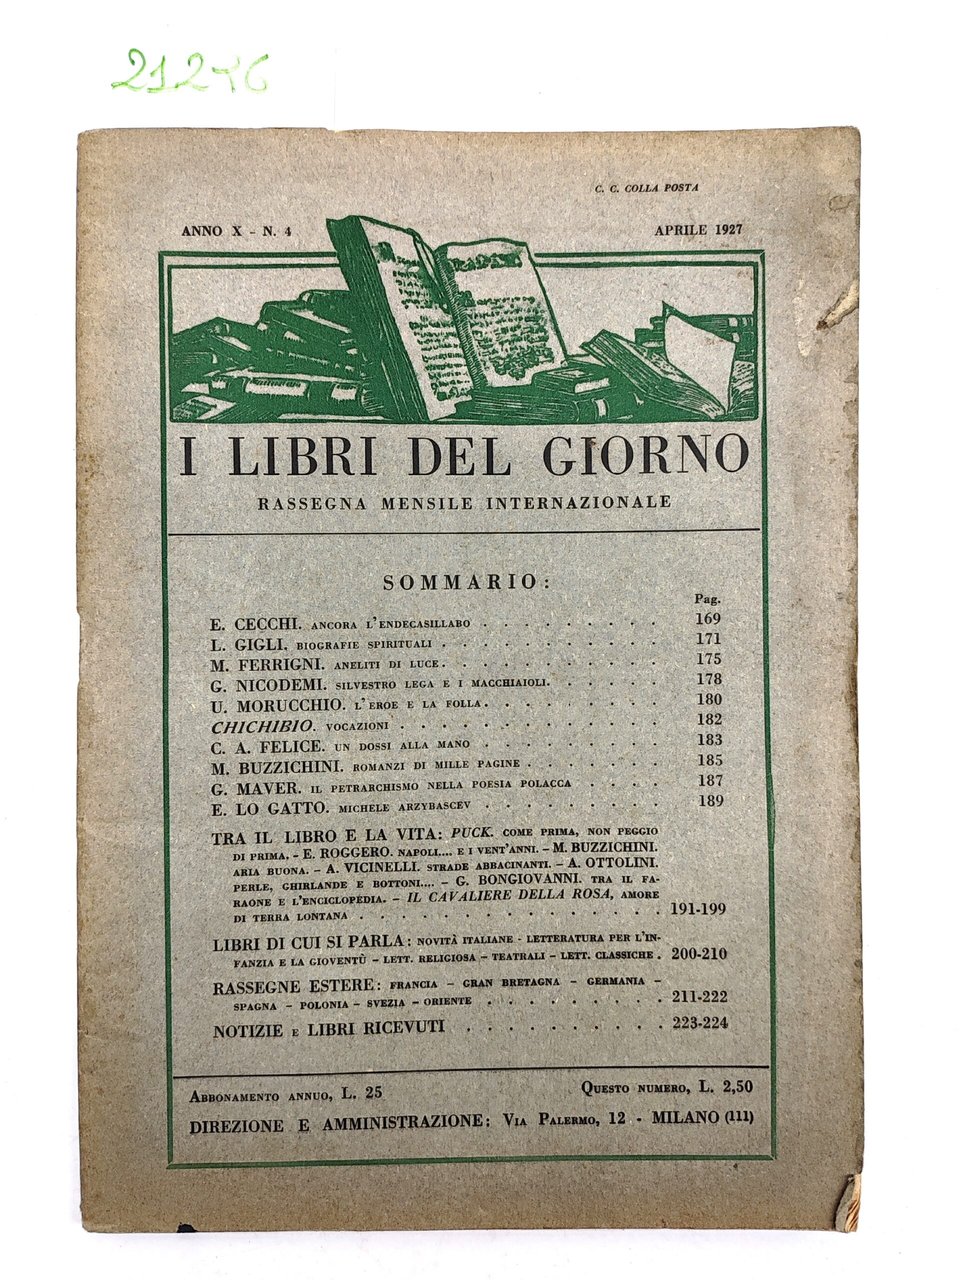 C. C. COLLA POSTA
ANNO X - N. 4 APRILE 1927
I LIBRI DEL GIORNO
RASSEGNA MENSILE INTERNAZIONALE
SOMMARIO:
Pag.
E. CECCHI. ANCORA L'ENDECASILLABO . . . . . . . . . 169
L. GIGLI. BIOGRAFIE SPIRITUALI . . . . . . . . . . . 171
M. FERRIGNI. ANELITI DI LUCE. . . . . . . . . . . 175
G. NICODEMI. SILVESTRO LEGA E I MACCHIAIOLI. . . . . . 178
U. MORUCCHIO. L'EROE E LA FOLLA. . . . . . . . . 180
CHICHIBIO. VOCAZIONI . . . . . . . . . . . . . 182
C. A. FELICE. UN DOSSI ALLA MANO . . . . . . . . . 183
M. BUZZICHINI. ROMANZI DI MILLE PAGINE . . . . . . . 185
G. MAVER. IL PETRARCHISMO NELLA POESIA POLACCA . . . . 187
E. LO GATTO. MICHELE ARZYBASCEV . . . . . . . . . 189
TRA IL LIBRO E LA VITA: PUCK. COME PRIMA, NON PEGGIO
DI PRIMA. - E. ROGGERO. NAPOLI.... E I VENT'ANNI. - M. BUZZICHINI.
ARIA BUONA. - A. VICINELLI. STRADE ABBACINANTI. - A. OTTOLINI.
PERLE, GHIRLANDE E BOTTONI.... - G. BONGIOVANNI. TRA IL FA-
RAONE E L'ENCICLOPEDIA. - IL CAVALIERE DELLA ROSA, AMORE
DI TERRA LONTANA . . . . . . . . . . . . . . . 191-199
LIBRI DI CUI SI PARLA: NOVITÀ ITALIANE - LETTERATURA PER L'IN-
FANZIA E LA GIOVENTÙ - LETT. RELIGIOSA - TEATRALI - LETT. CLASSICHE . 200-210
RASSEGNE ESTERE: FRANCIA - GRAN BRETAGNA - GERMANIA -
SPAGNA - POLONIA - SVEZIA - ORIENTE . . . . . . . . . 211-222
NOTIZIE E LIBRI RICEVUTI . . . . . . . . . . 223-224
ABBONAMENTO ANNUO, L. 25 QUESTO NUMERO, L. 2,50
DIREZIONE E AMMINISTRAZIONE: VIA PALERMO, 12 - MILANO (111)